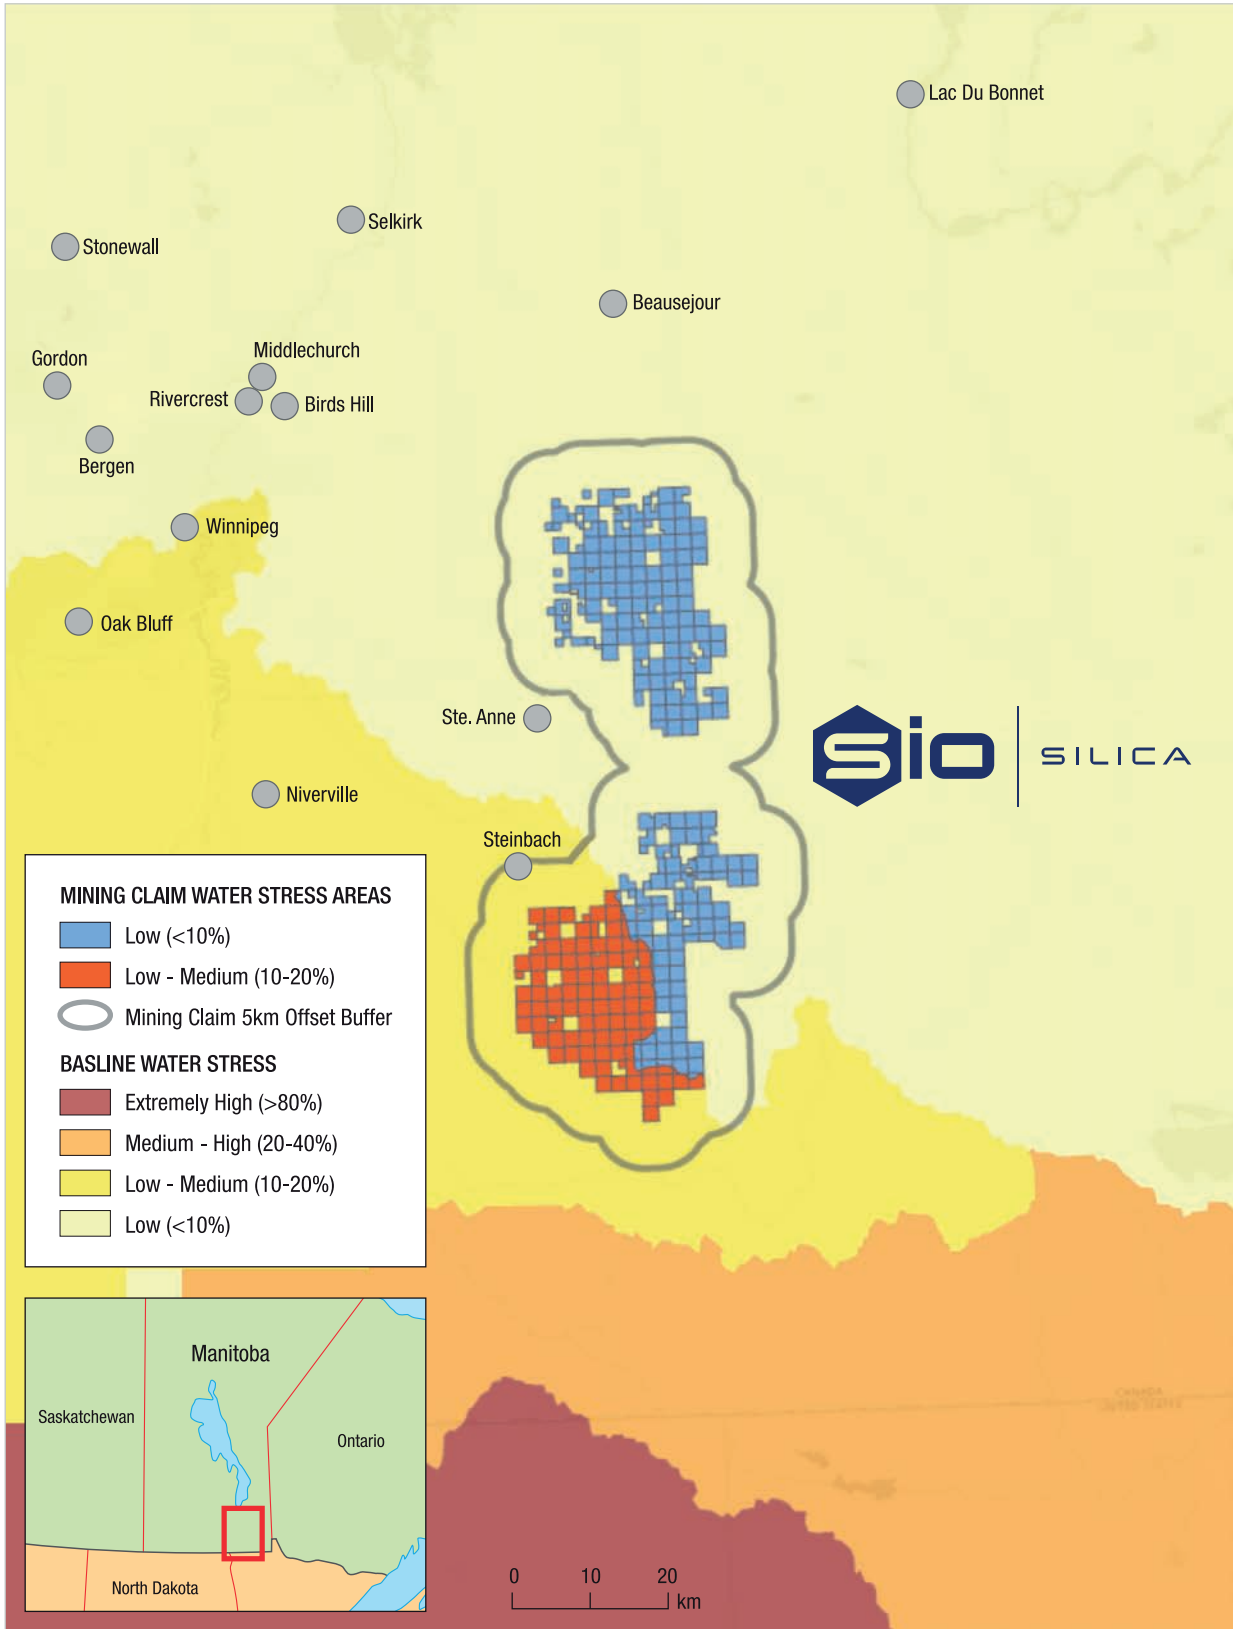 Lac Du Bonnet
Selkirk
Stonewall
Beausejour
Middlechurch
Gordon
Rivercrest
Birds Hill
Bergen
Winnipeg
Oak Bluff
Ste. Anne
sio | SILICA
Niverville
Steinbach
MINING CLAIM WATER STRESS AREAS
Low (<10%)
Low - Medium (10-20%)
Mining Claim 5km Offset Buffer
BASLINE WATER STRESS
Extremely High (>80%)
Medium - High (20-40%)
Low - Medium (10-20%)
Low (<10%)
Manitoba
Saskatchewan
Ontario
North Dakota
CANADA
UNITED STATES
0 10 20
km